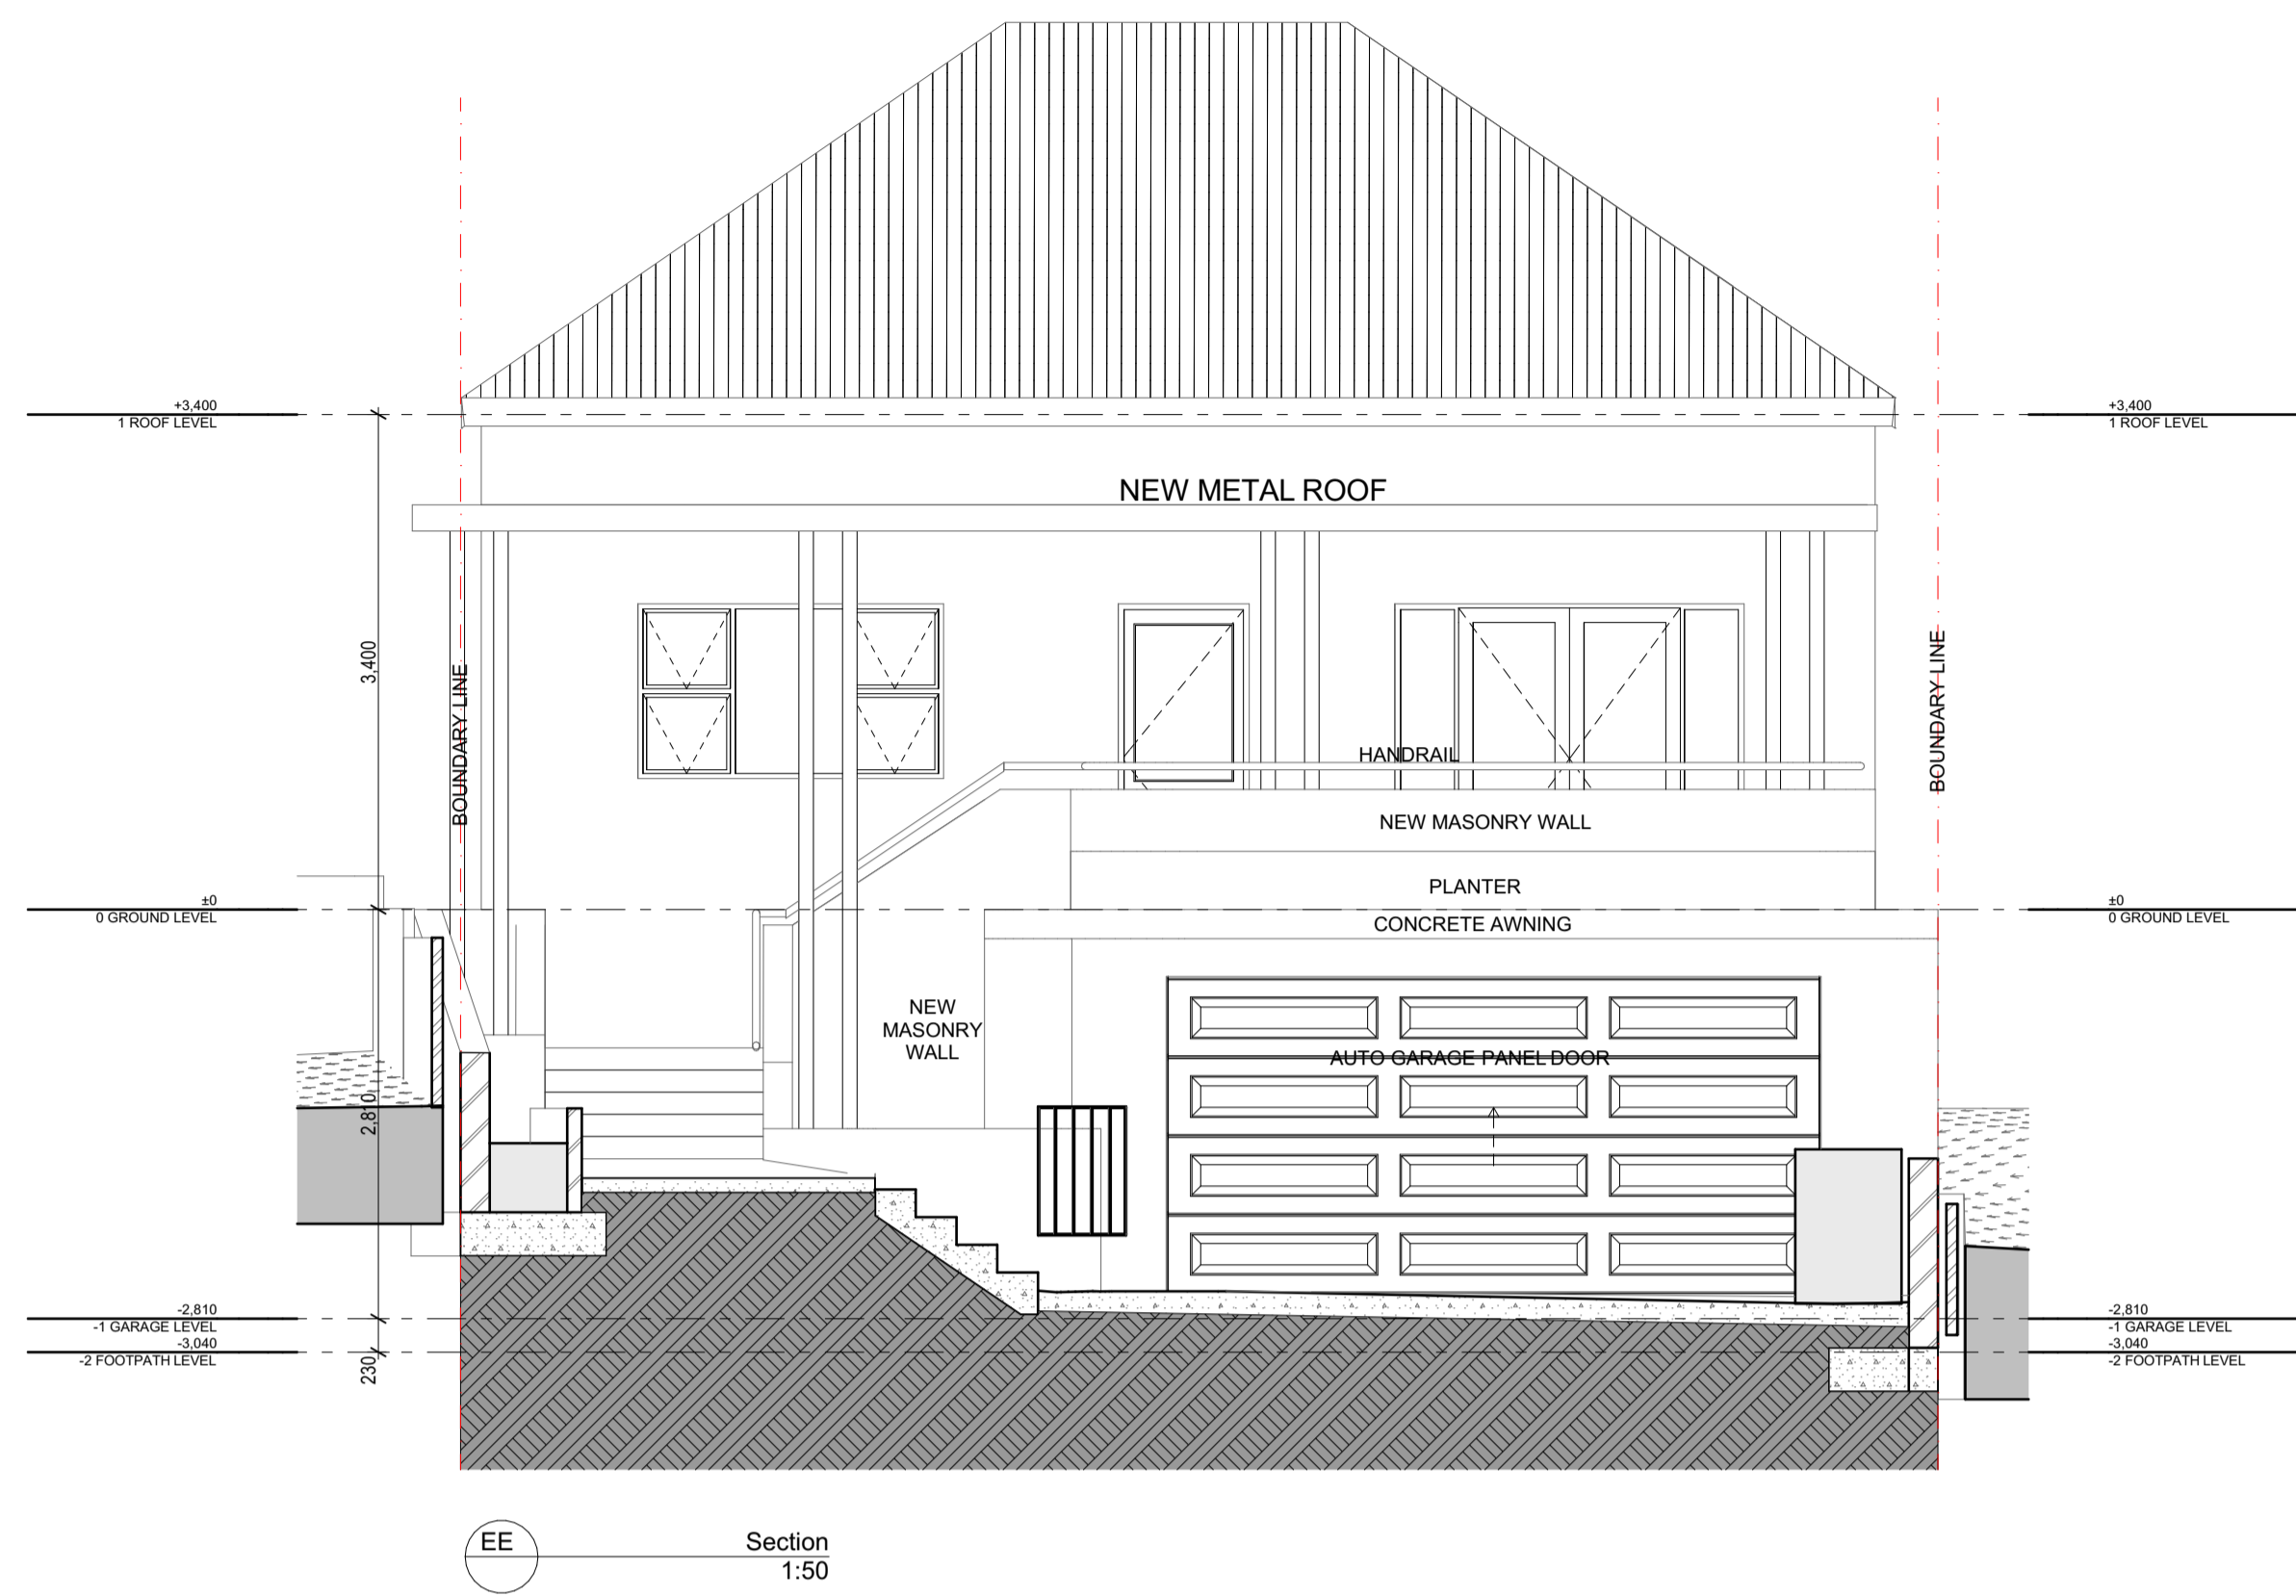 +3,400
1 ROOF LEVEL
+3,400
1 ROOF LEVEL
NEW METAL ROOF
3,400
BOUNDARY LINE
BOUNDARY LINE
HANDRAIL
NEW MASONRY WALL
PLANTER
±0
0 GROUND LEVEL
±0
0 GROUND LEVEL
CONCRETE AWNING
NEW
MASONRY
WALL
AUTO GARAGE PANEL DOOR
2,810
-2,810
-1 GARAGE LEVEL
-3,040
-2 FOOTPATH LEVEL
230
-2,810
-1 GARAGE LEVEL
-3,040
-2 FOOTPATH LEVEL
EE
Section
1:50